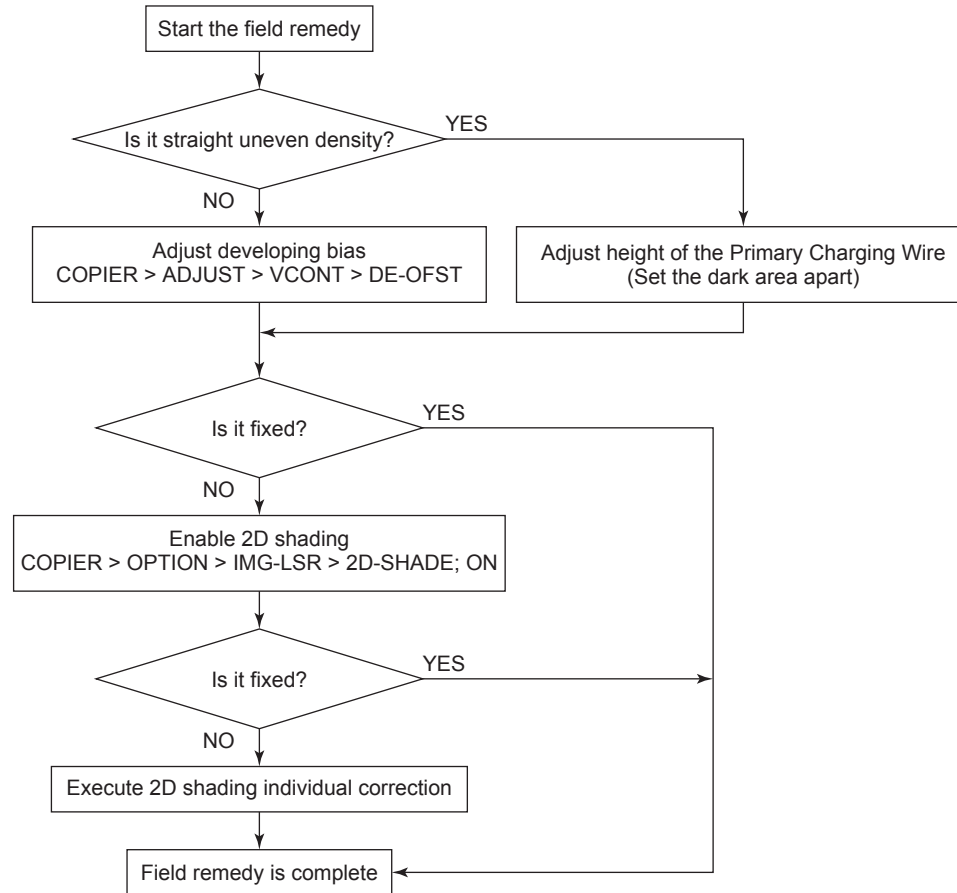 Start the field remedy
Is it straight uneven density?
YES
NO
Adjust developing bias
COPIER > ADJUST > VCONT > DE-OFST
Adjust height of the Primary Charging Wire
(Set the dark area apart)
Is it fixed?
YES
NO
Enable 2D shading
COPIER > OPTION > IMG-LSR > 2D-SHADE; ON
Is it fixed?
YES
NO
Execute 2D shading individual correction
Field remedy is complete